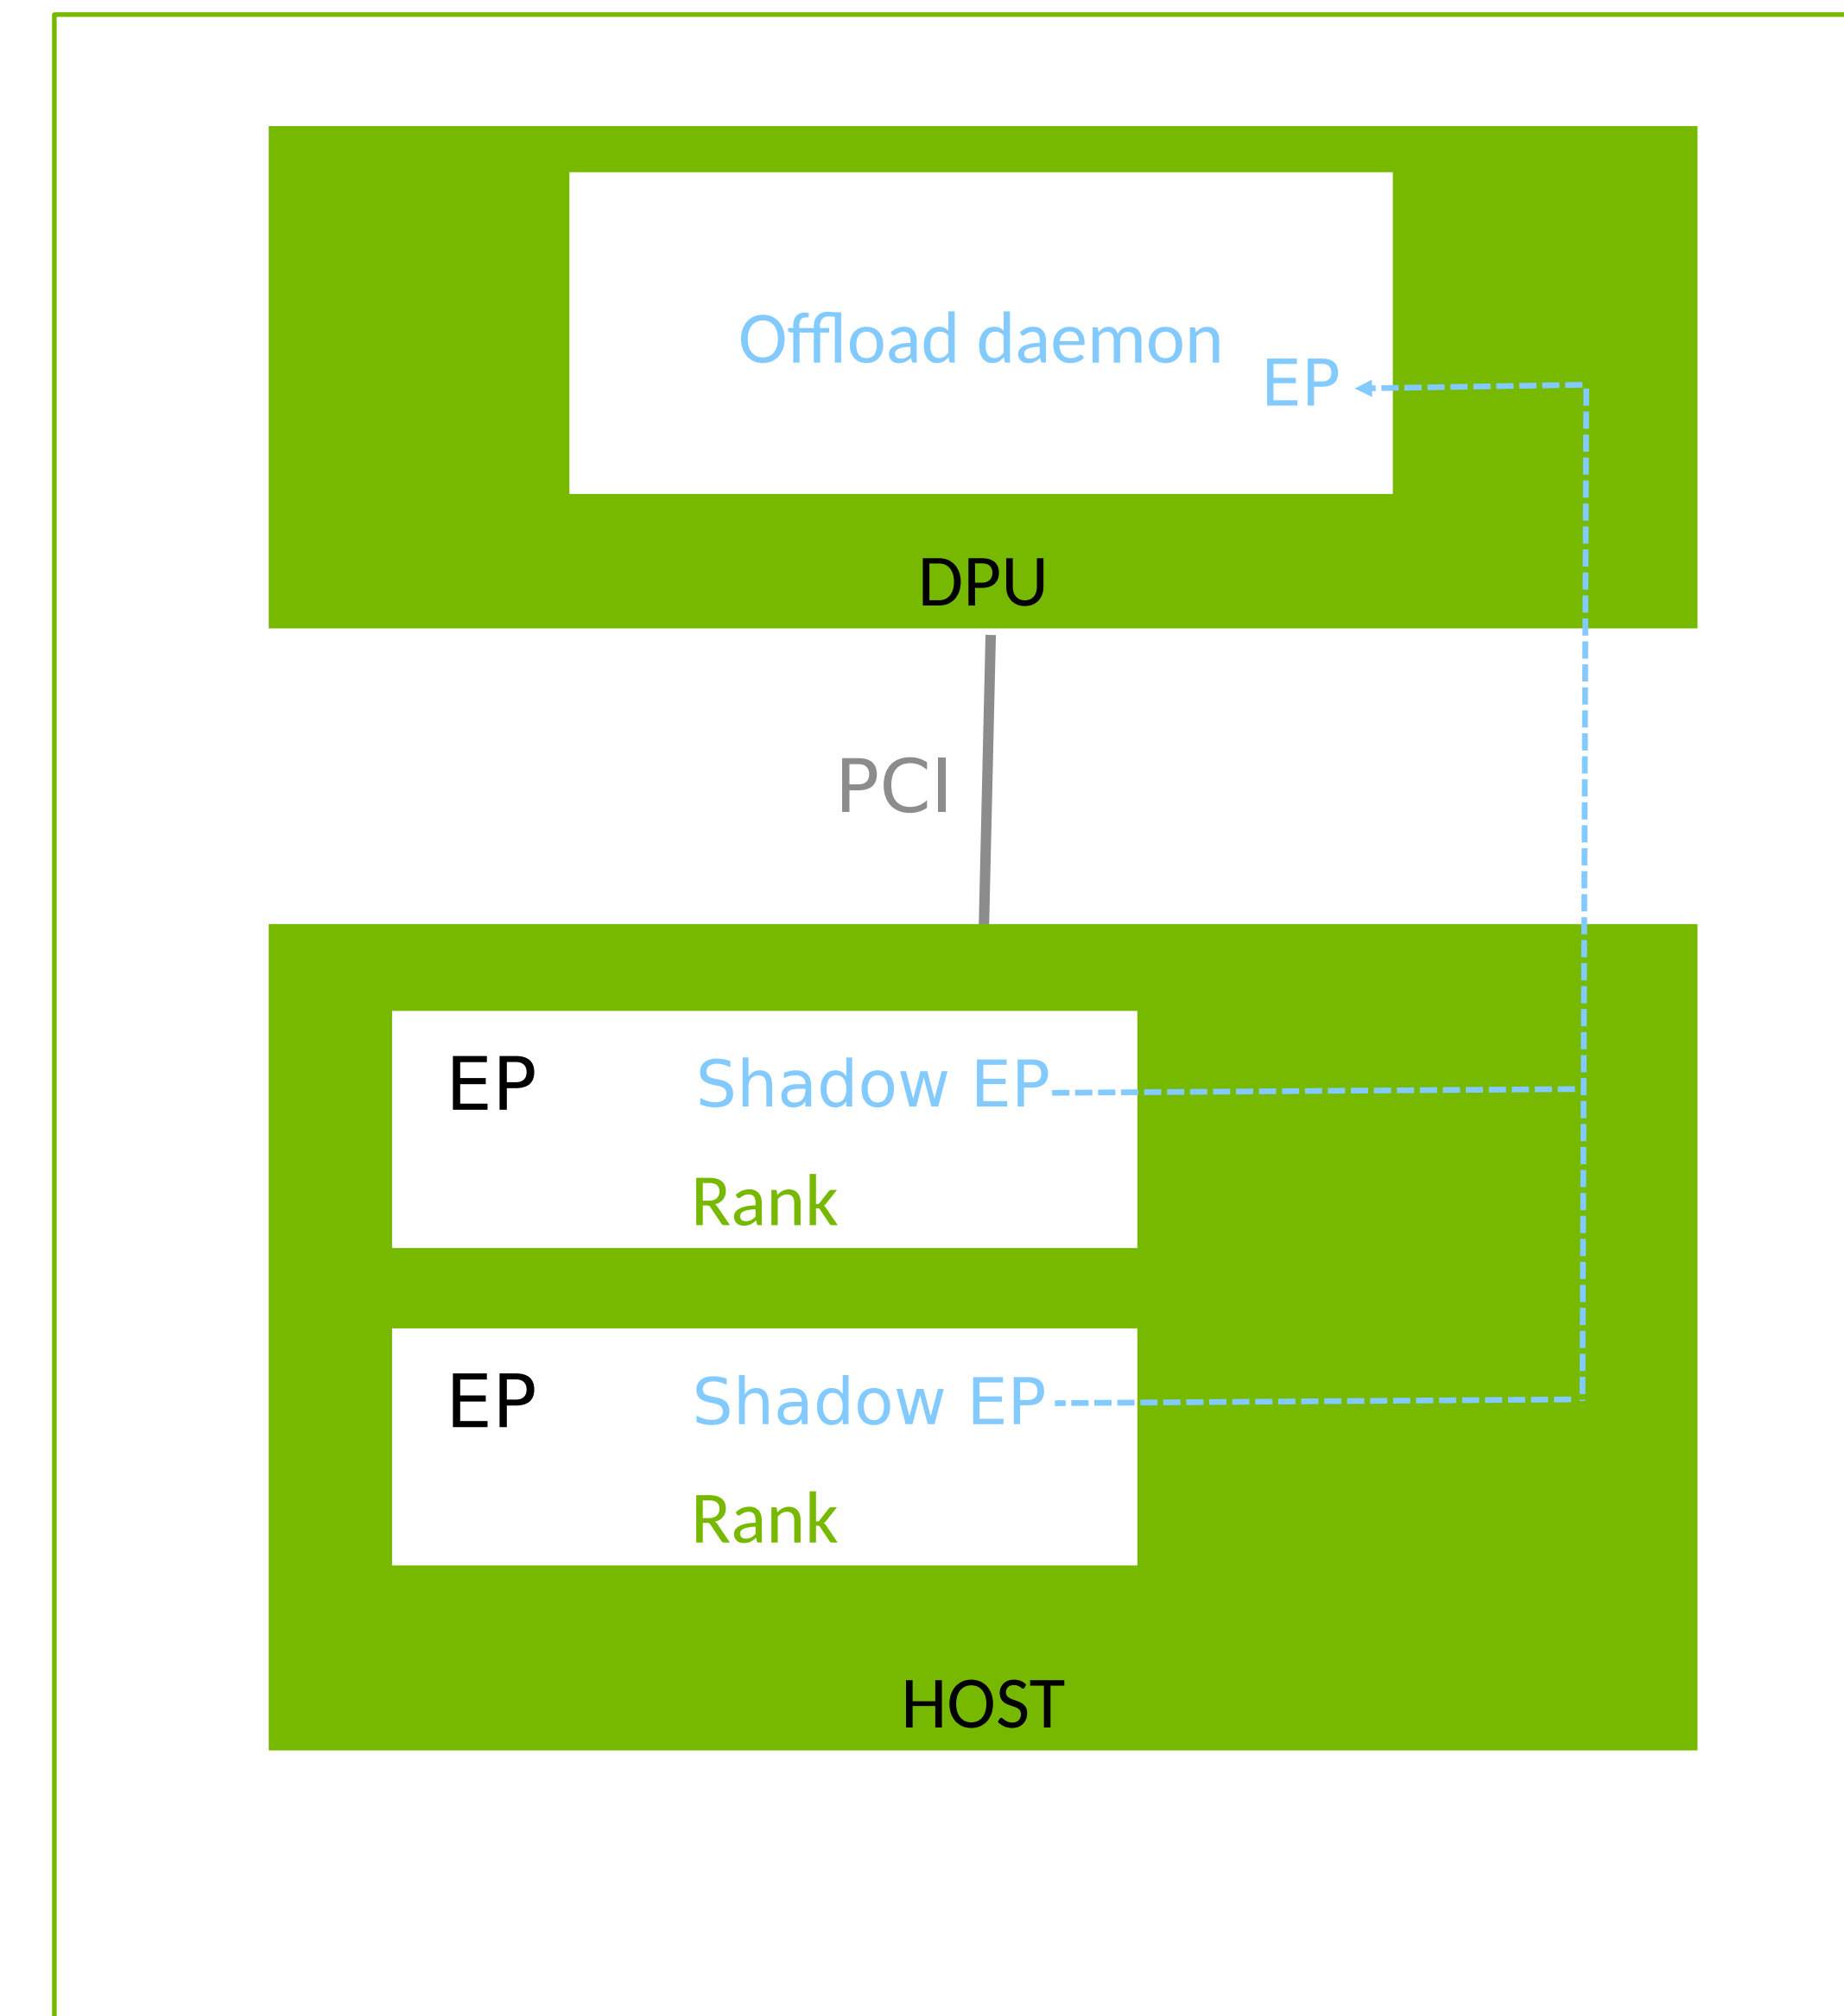 Offload daemon
EP
DPU
PCI
EP Shadow EP
Rank
EP Shadow EP
Rank
HOST